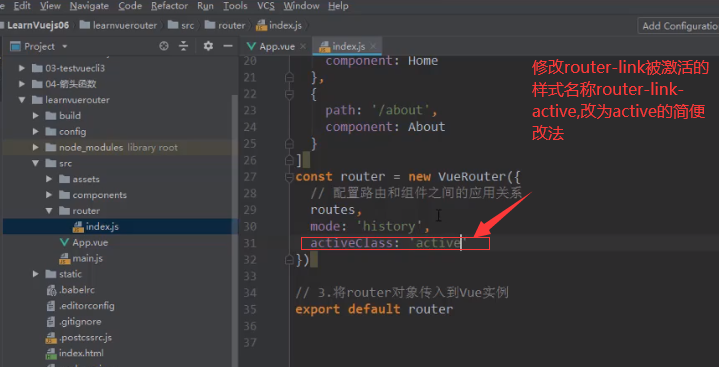 Navigate Code Analyze Refactor Run Tools VCS Window Help
LearnVuejs06 learnvuerouter src router index.js
Add Configuration
Project
App.vue index.js
03-testvuecli3
04-箭头函数
learnvuerouter
build
config
node_modules library root
src
assets
components
router
index.js
App.vue
main.js
static
.babelrc
.editorconfig
.gitignore
.postcssrc.js
index.html
20 component: Home
21 },
22 {
23 path: '/about',
24 component: About
25 }
26 ]
27 const router = new VueRouter({
28 // 配置路由和组件之间的应用关系
29 routes,
30 mode: 'history',
31 activeClass: 'active'
32 })
33
34 // 3.将router对象传入到Vue实例
35 export default router
36
37
修改router-link被激活的
样式名称router-link-
active,改为active的简便
改法